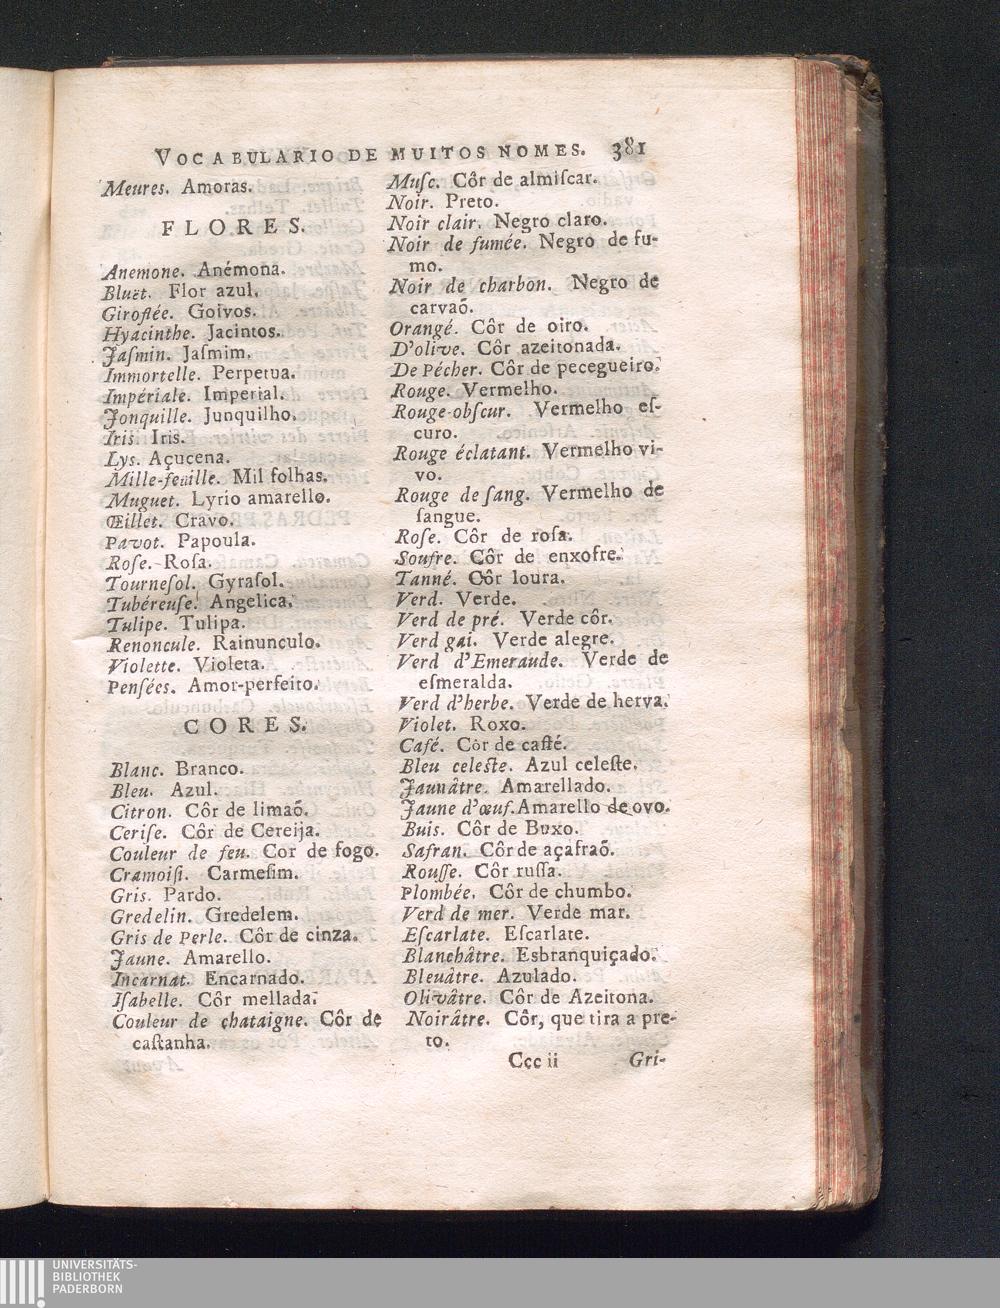 VOCABULARIO DE MUITOS NOMES. 381
Meures. Amoras.
FLORES.
Anemone. Anémona.
Bluët. Flor azul.
Giroflée. Goivos.
Hyacinthe. Jacintos.
Jaſmin. Jaſmim.
Immortelle. Perpetua.
Impériale. Imperial.
Jonquille. Junquilho.
Iris. Iris.
Lys. Açucena.
Mille-feuille. Mil folhas.
Muguet. Lyrio amarello.
Œillet. Cravo.
Pavot. Papoula.
Roſe. Roſa.
Tourneſol. Gyraſol.
Tubéreuſe. Angelica.
Tulipe. Tulipa.
Renoncule. Rainunculo.
Violette. Violeta.
Penſées. Amor-perfeito.
CORES.
Blanc. Branco.
Bleu. Azul.
Citron. Côr de limaõ.
Ceriſe. Côr de Cereija.
Couleur de feu. Cor de fogo.
Cramoiſi. Carmeſim.
Gris. Pardo.
Gredelin. Gredelem.
Gris de Perle. Côr de cinza.
Jaune. Amarello.
Incarnat. Encarnado.
Iſabelle. Côr mellada.
Couleur de chataigne. Côr de
caſtanha.
Muſc. Côr de almiſcar.
Noir. Preto.
Noir clair. Negro claro.
Noir de fumée. Negro de fu-
mo.
Noir de charbon. Negro de
carvaõ.
Orangé. Côr de oiro.
D'olive. Côr azeitonada.
De Pécher. Côr de pecegueiro.
Rouge. Vermelho.
Rouge-obſcur. Vermelho eſ-
curo.
Rouge éclatant. Vermelho vi-
vo.
Rouge de ſang. Vermelho de
ſangue.
Roſe. Côr de roſa.
Soufre. Côr de enxofre.
Tanné. Côr loura.
Verd. Verde.
Verd de pré. Verde côr.
Verd gai. Verde alegre.
Verd d'Emeraude. Verde de
eſmeralda.
Verd d'herbe. Verde de herva.
Violet. Roxo.
Café. Côr de caffé.
Bleu celeſte. Azul celeſte.
Jaunâtre. Amarellado.
Jaune d'œuf. Amarello de ovo.
Buis. Côr de Buxo.
Safran. Côr de açafraõ.
Rouſſe. Côr ruſſa.
Plombée. Côr de chumbo.
Verd de mer. Verde mar.
Eſcarlate. Eſcarlate.
Blanchâtre. Esbranquiçado.
Bleuâtre. Azulado.
Olivâtre. Côr de Azeitona.
Noirâtre. Côr, que tira a pre-
to.
Ccc ii Gri-
UNIVERSITÄTS-
BIBLIOTHEK
PADERBORN